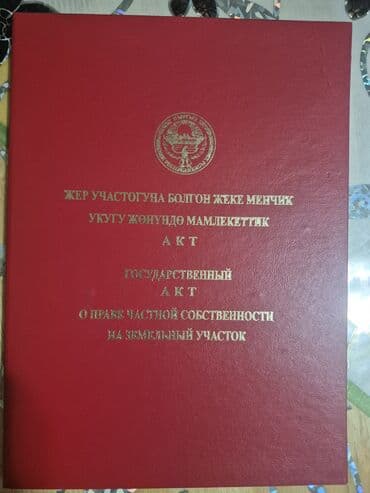 ЖЕР УЧАСТОГУНА БОЛГОН ЖЕКЕ МЕНЧИК
УКУГУ ЖӨНҮНДӨ МАМЛЕКЕТТИК
АКТ
ГОСУДАРСТВЕННЫЙ
АКТ
О ПРАВЕ ЧАСТНОЙ СОБСТВЕННОСТИ
НА ЗЕМЕЛЬНЫЙ УЧАСТОК